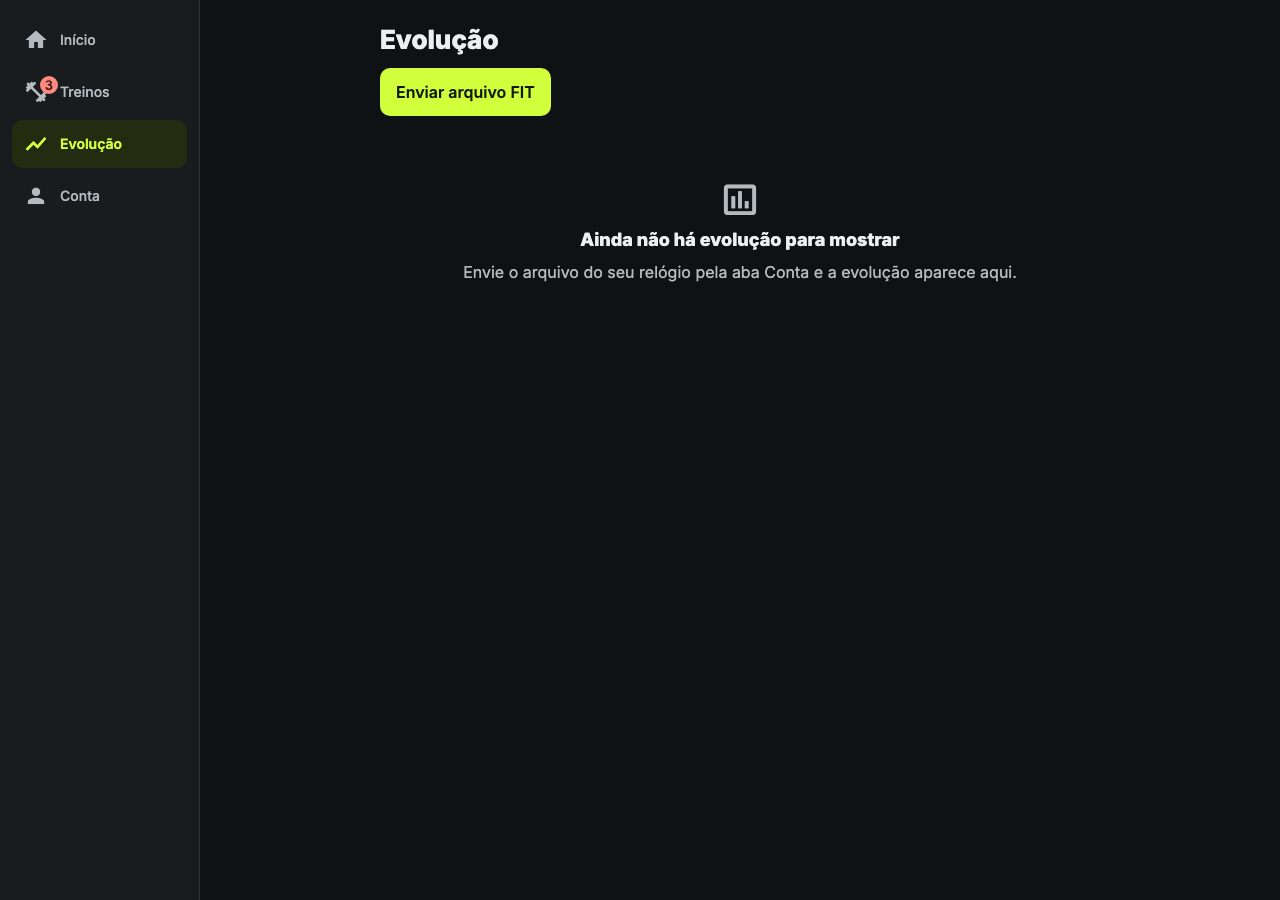 Início
3
Treinos
Evolução
Conta
Evolução
Enviar arquivo FIT
Ainda não há evolução para mostrar
Envie o arquivo do seu relógio pela aba Conta e a evolução aparece aqui.